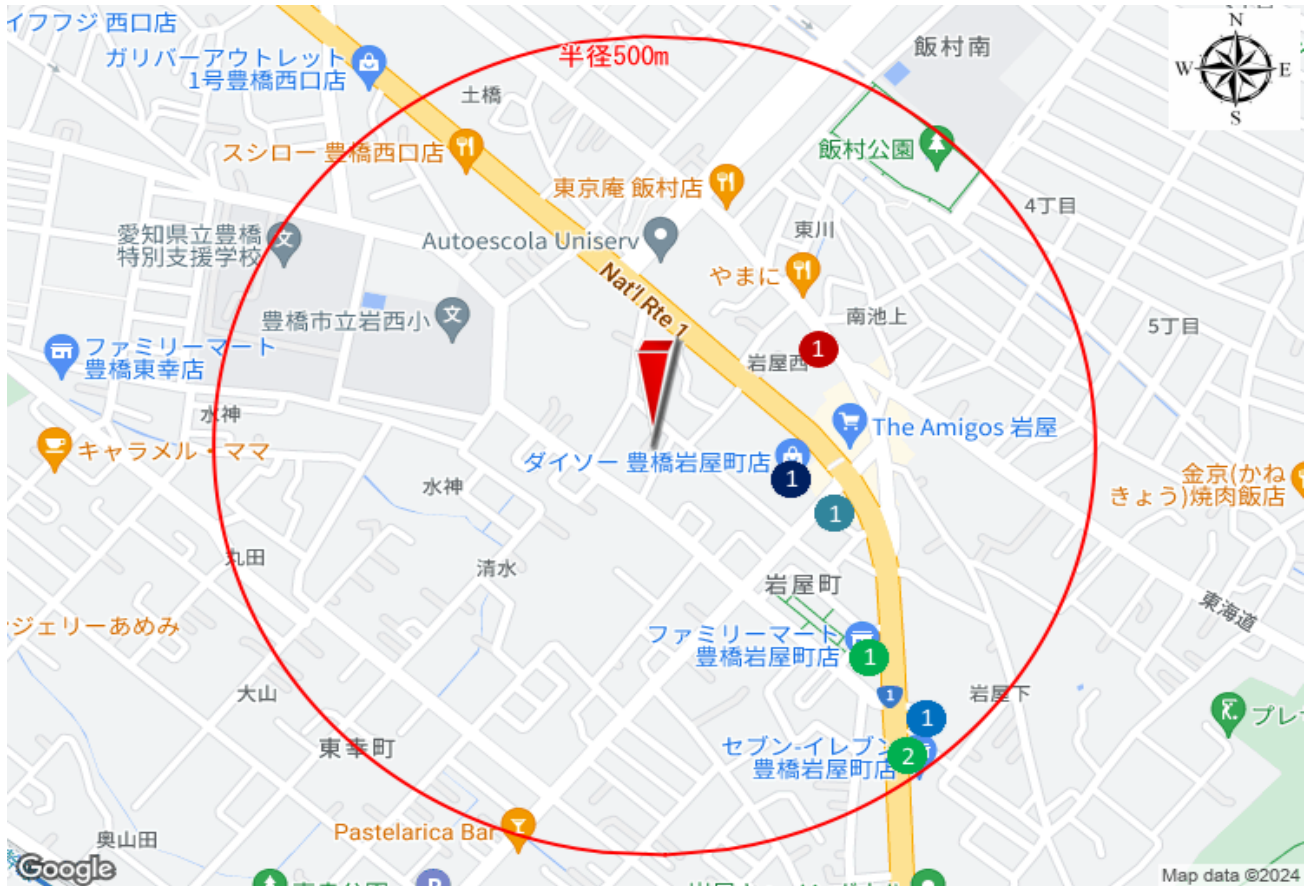 イフフジ 西口店
ガリバーアウトレット
1号豊橋西口店
半径500m
飯村南
N
W
E
S
土橋
スシロー 豊橋西口店
飯村公園
東京庵 飯村店
4丁目
愛知県立豊橋
特別支援学校
Autoescola Uniserv
東川
やまに
Nat'l Rte 1
豊橋市立岩西小
南池上
5丁目
ファミリーマート
豊橋東幸店
岩屋西
1
水神
The Amigos 岩屋
キャラメル・ママ
ダイソー 豊橋岩屋町店
1
金京(かね
きょう)焼肉飯店
水神
1
丸田
清水
岩屋町
東海道
ンジェリーあめみ
ファミリーマート
豊橋岩屋町店
1
大山
1
岩屋下
プレ
1
東幸町
セブン-イレブン
豊橋岩屋町店
2
Pastelarica Bar
奥山田
Google
P
Map data ©2024